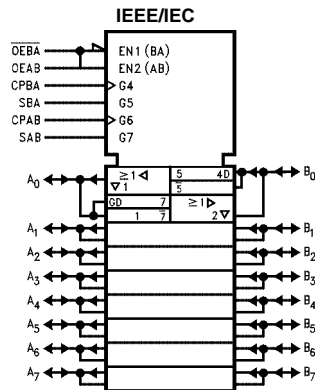 IEEE/IEC
OEBA EN1 (BA)
OEAB EN2 (AB)
CPBA G4
SBA G5
CPAB G6
SAB G7
A0 ≥1 5 4D B0
1 5
GD 7 ≥1
1 7 2
A1 B1
A2 B2
A3 B3
A4 B4
A5 B5
A6 B6
A7 B7